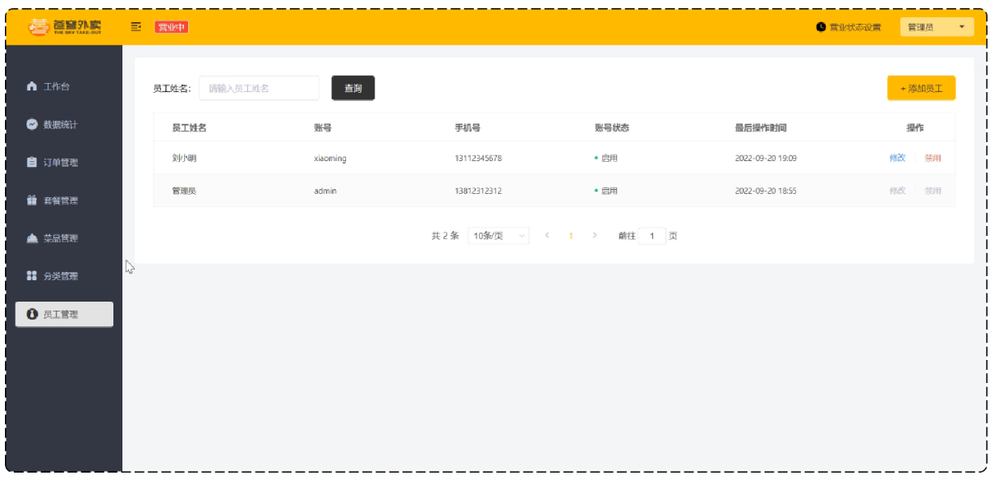 苍穹外卖
THE SKY TAKE-OUT
营业中
营业状态设置
管理员
工作台
数据统计
订单管理
套餐管理
菜品管理
分类管理
员工管理
员工姓名: 请输入员工姓名 查询 + 添加员工
员工姓名 账号 手机号 账号状态 最后操作时间 操作
刘小明 xiaoming 13112345678 启用 2022-09-20 19:09 修改 禁用
管理员 admin 13812312312 启用 2022-09-20 18:55 修改 禁用
共 2 条 10条/页 < 1 > 前往 1 页